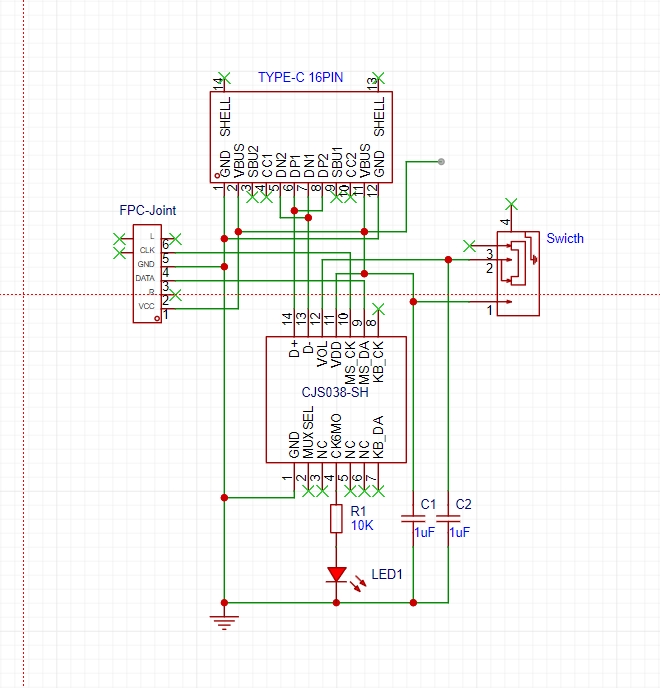 TYPE-C 16PIN
14
13
SHELL
SHELL
GND
VBUS
SBU2
CC1
DN2
DP1
DN1
DP2
SBU1
CC2
VBUS
GND
1
2
3
4
5
6
7
8
9
10
11
12
FPC-Joint
L
CLK
GND
DATA
R
VCC
6
5
4
3
2
1
Swicth
4
3
2
1
14
13
12
11
10
9
8
D+
D-
VOL
VDD
MS_CK
MS_DA
KB_CK
CJS038-SH
GND
MUXSEL
NC
CK6MO
NC
NC
KB_DA
1
2
3
4
5
6
7
R1
10K
C1
1uF
C2
1uF
LED1